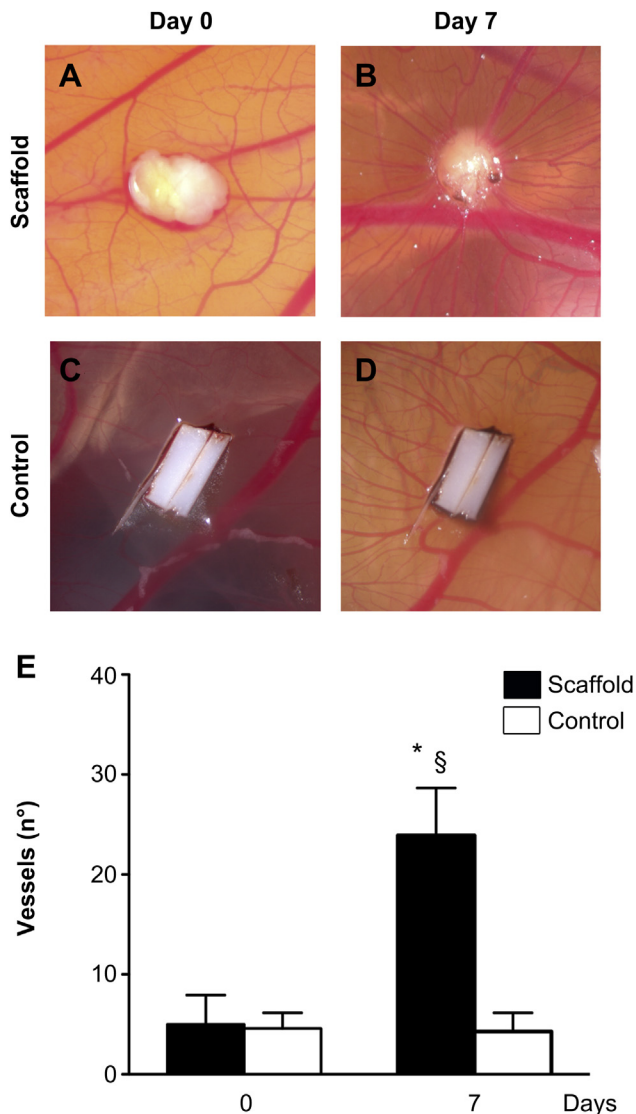 Day 0 Day 7
Scaffold
A B
Control
C D
E
Vessels (n°)
40
30
20
10
0
Scaffold
Control
* §
0 7 Days